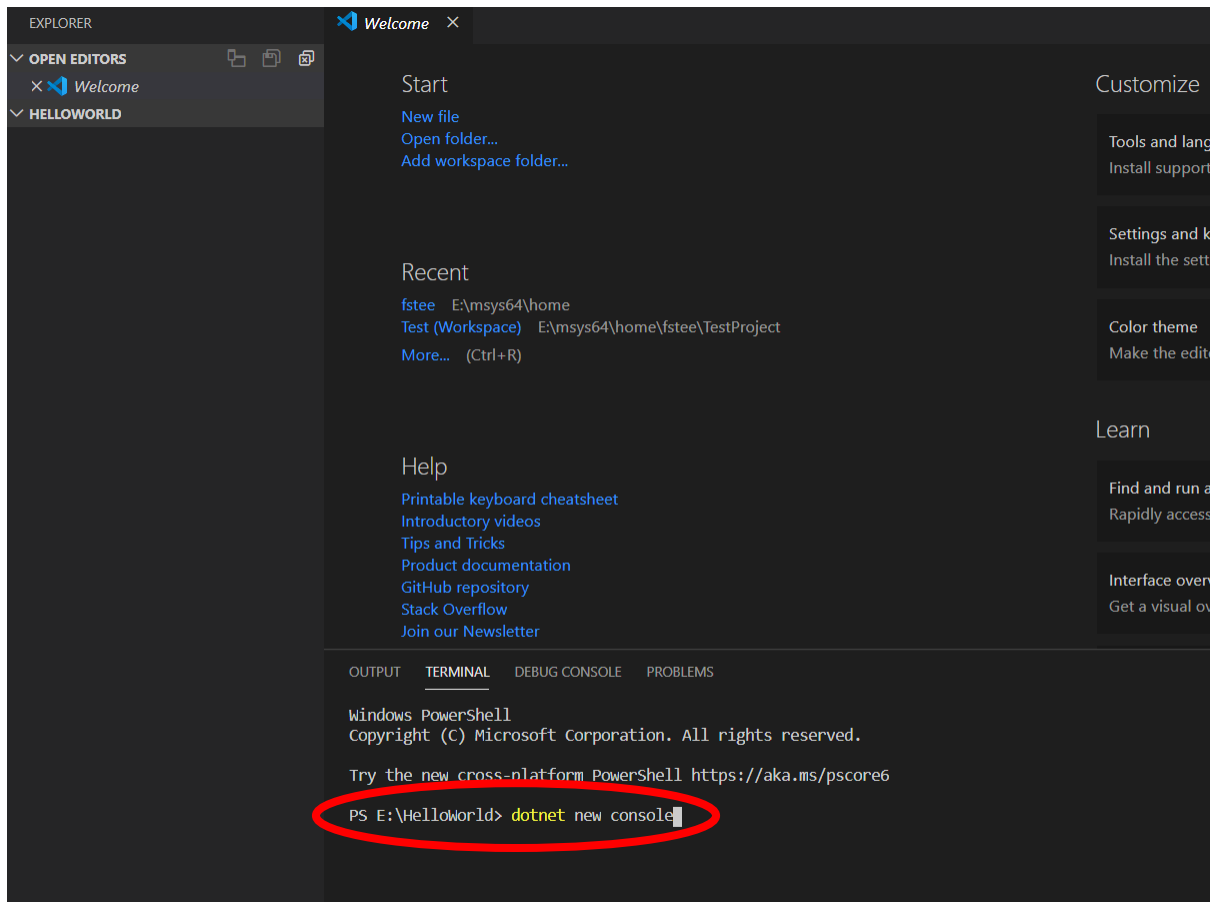 EXPLORER
OPEN EDITORS
Welcome
HELLOWORLD
Welcome
Start
New file
Open folder...
Add workspace folder...
Recent
fstee E:\msys64\home
Test (Workspace) E:\msys64\home\fstee\TestProject
More... (Ctrl+R)
Help
Printable keyboard cheatsheet
Introductory videos
Tips and Tricks
Product documentation
GitHub repository
Stack Overflow
Join our Newsletter
Customize
Tools and lang
Install support
Settings and k
Install the sett
Color theme
Make the edit
Learn
Find and run a
Rapidly access
Interface over
Get a visual ov
OUTPUT TERMINAL DEBUG CONSOLE PROBLEMS
Windows PowerShell
Copyright (C) Microsoft Corporation. All rights reserved.
Try the new cross-platform PowerShell https://aka.ms/pscore6
PS E:\HelloWorld> dotnet new console